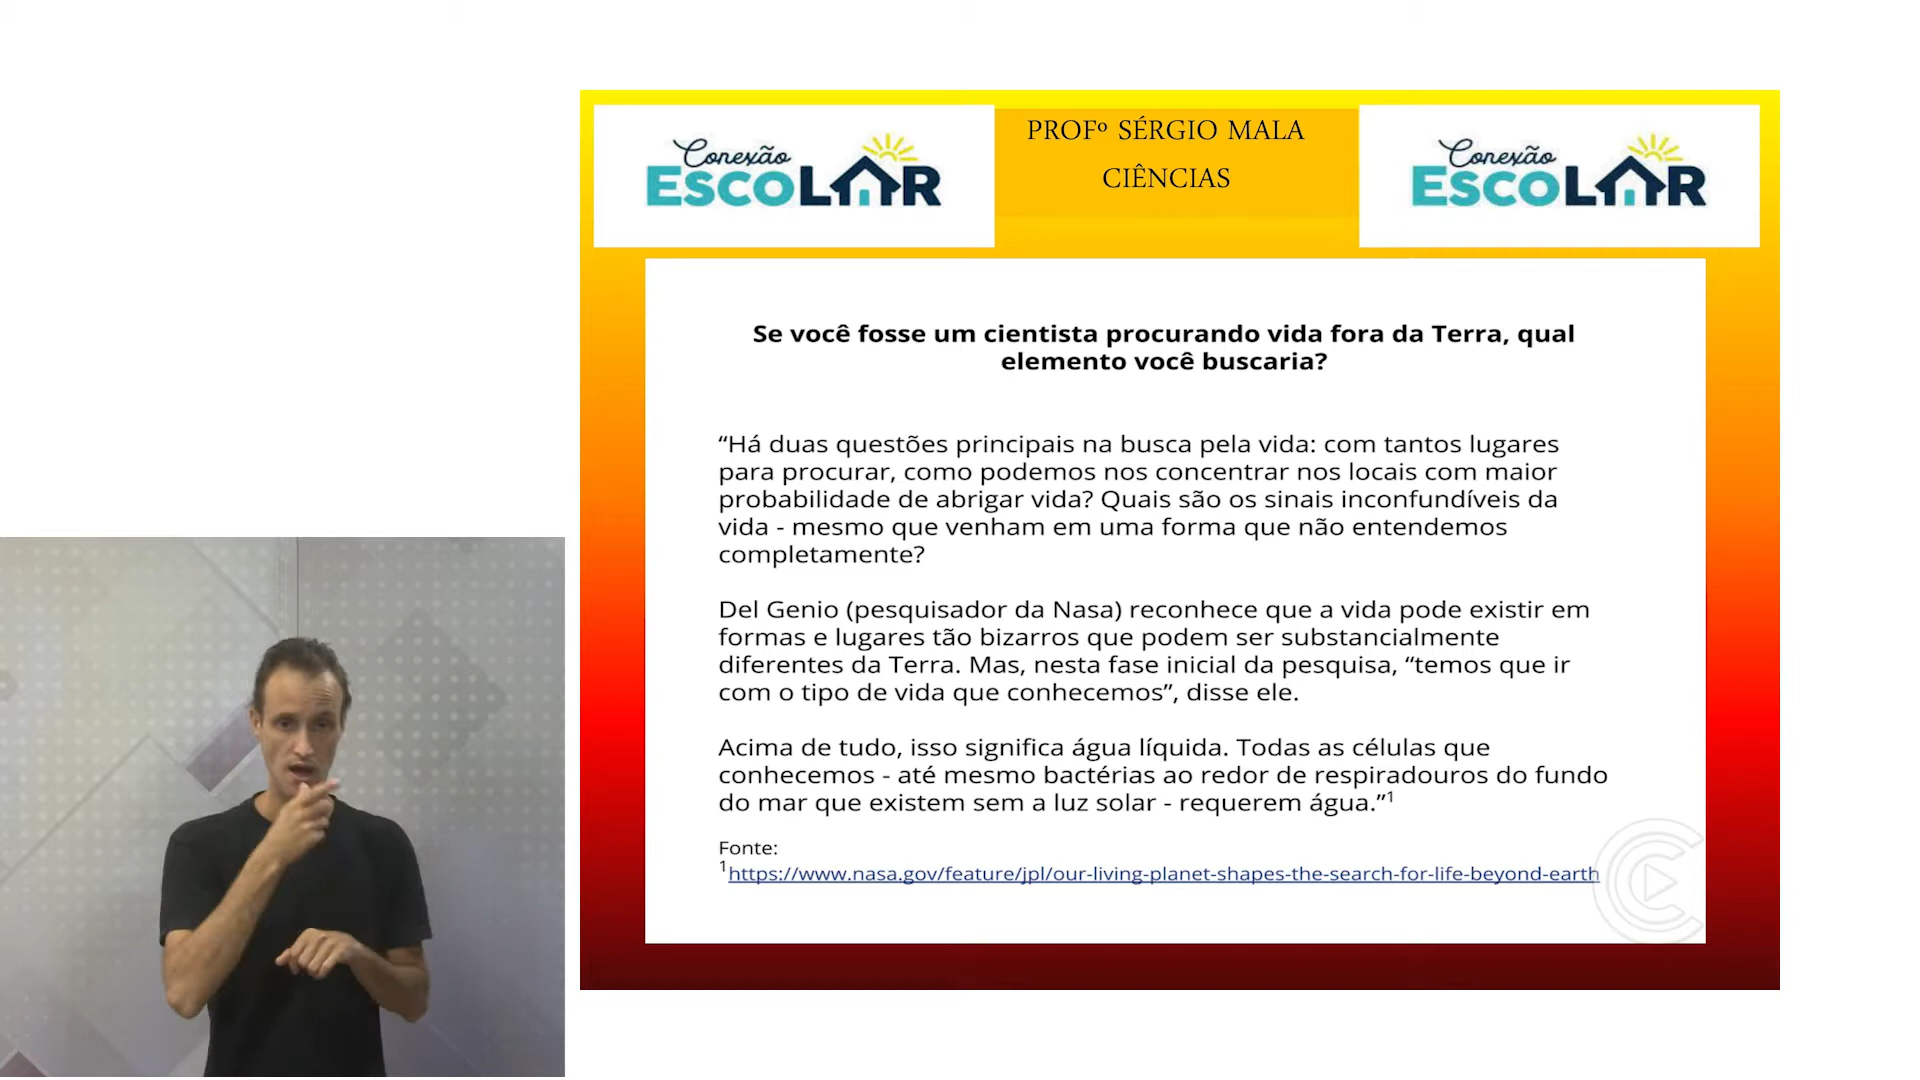 Conexão
ESCOLAR
PROFº SÉRGIO MALA
CIÊNCIAS
Conexão
ESCOLAR
Se você fosse um cientista procurando vida fora da Terra, qual
elemento você buscaria?
“Há duas questões principais na busca pela vida: com tantos lugares
para procurar, como podemos nos concentrar nos locais com maior
probabilidade de abrigar vida? Quais são os sinais inconfundíveis da
vida - mesmo que venham em uma forma que não entendemos
completamente?
Del Genio (pesquisador da Nasa) reconhece que a vida pode existir em
formas e lugares tão bizarros que podem ser substancialmente
diferentes da Terra. Mas, nesta fase inicial da pesquisa, “temos que ir
com o tipo de vida que conhecemos”, disse ele.
Acima de tudo, isso significa água líquida. Todas as células que
conhecemos - até mesmo bactérias ao redor de respiradouros do fundo
do mar que existem sem a luz solar - requerem água.”¹
Fonte:
¹https://www.nasa.gov/feature/jpl/our-living-planet-shapes-the-search-for-life-beyond-earth